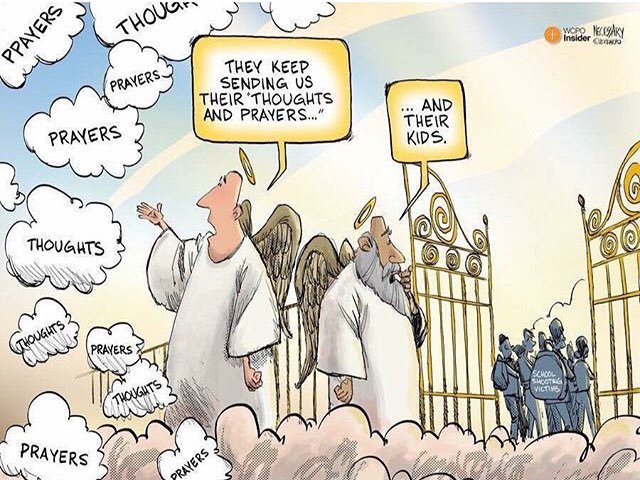 PPAYERS
THOUGH
PRAYERS
PRAYERS
THOUGHTS
THOUGHTS
PRAYERS
THOUGHTS
PRAYERS
PRAYERS
THEY KEEP
SENDING US
THEIR "THOUGHTS
AND PRAYERS..."
... AND
THEIR
KIDS.
WCPO
Insider
SCHOOL
SHOOTING
VICTIMS